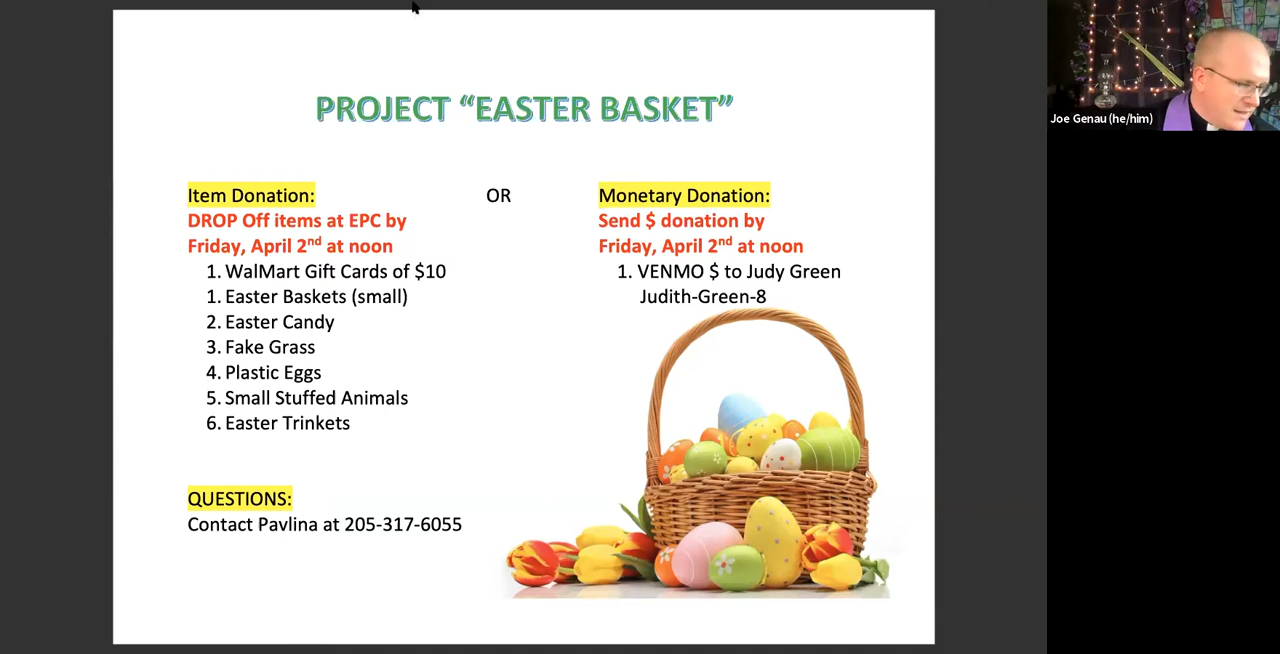 PROJECT “EASTER BASKET”
Item Donation:
DROP Off items at EPC by
Friday, April 2nd at noon
1. WalMart Gift Cards of $10
1. Easter Baskets (small)
2. Easter Candy
3. Fake Grass
4. Plastic Eggs
5. Small Stuffed Animals
6. Easter Trinkets
OR
Monetary Donation:
Send $ donation by
Friday, April 2nd at noon
1. VENMO $ to Judy Green
Judith-Green-8
QUESTIONS:
Contact Pavlina at 205-317-6055
Joe Genau (he/him)